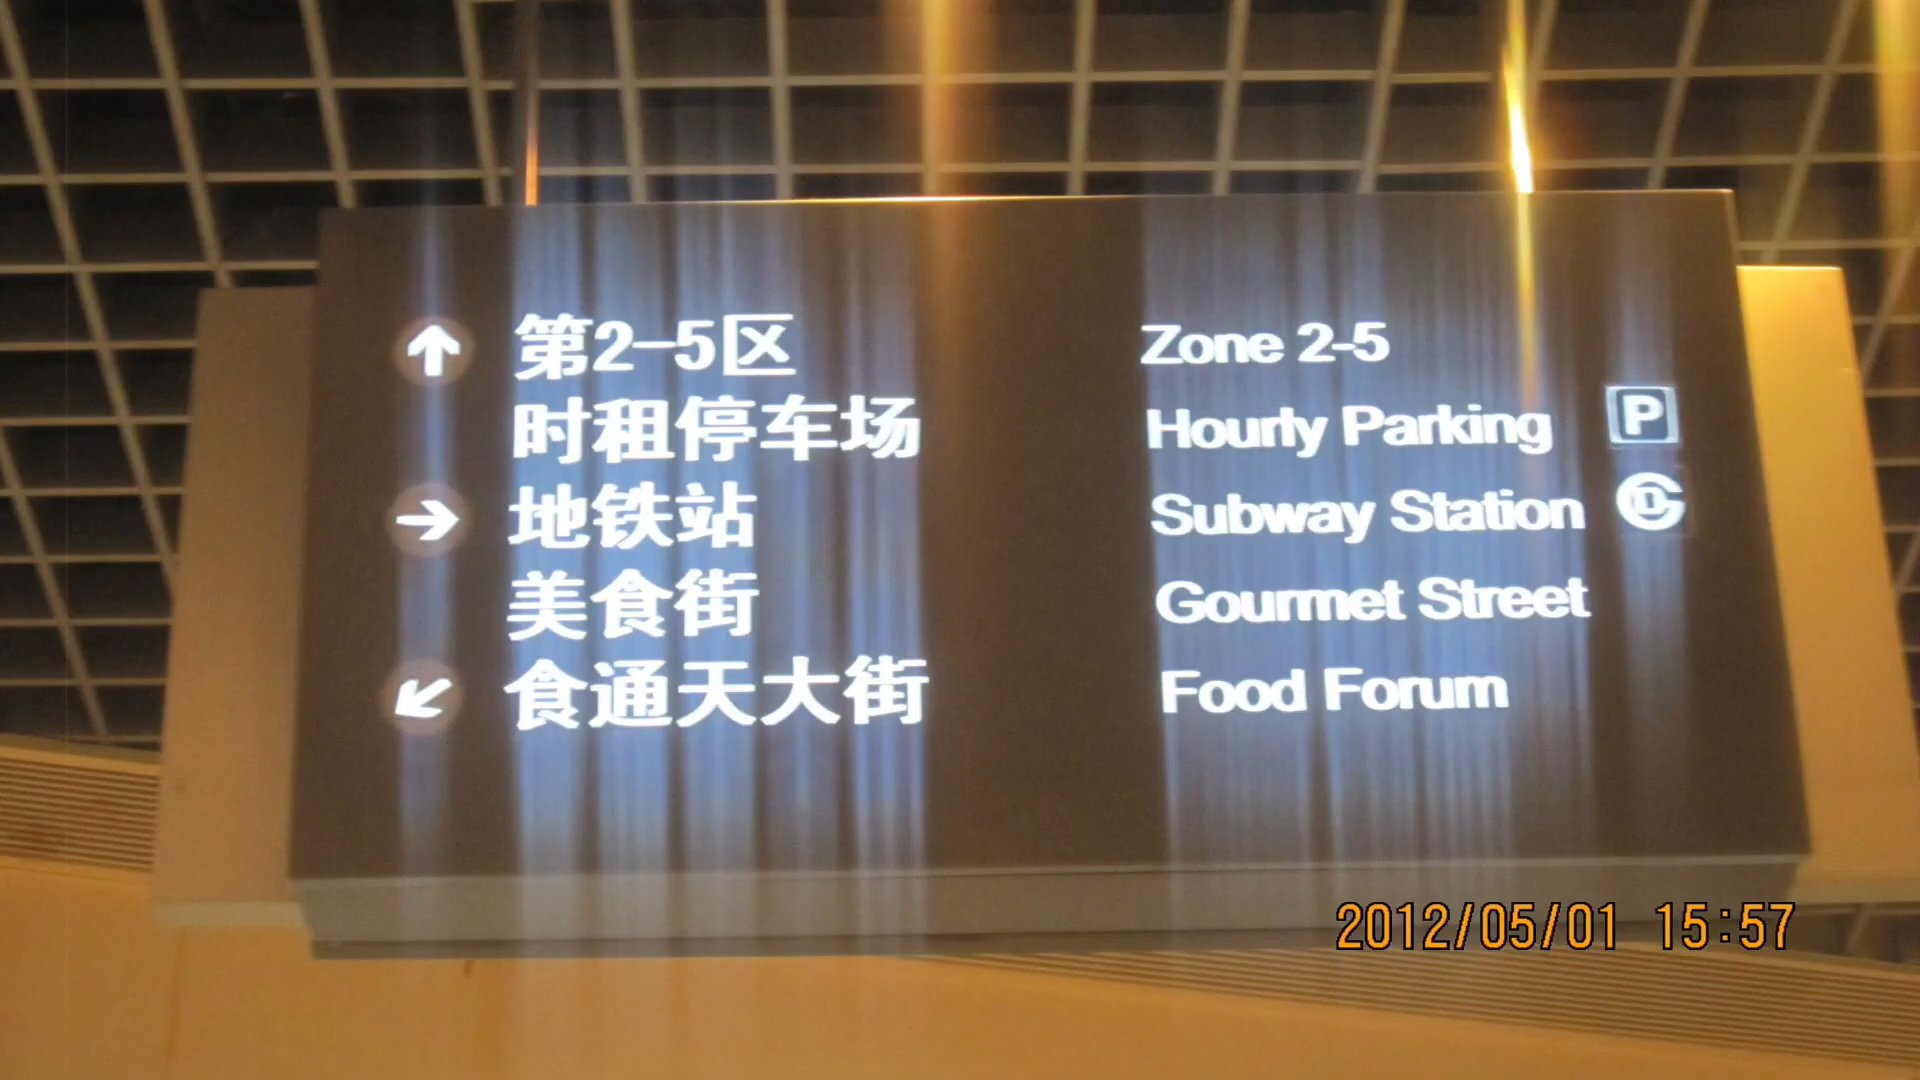 第2-5区 Zone 2-5
时租停车场 Hourly Parking P
地铁站 Subway Station
美食街 Gourmet Street
食通天大街 Food Forum
2012/05/01 15:57